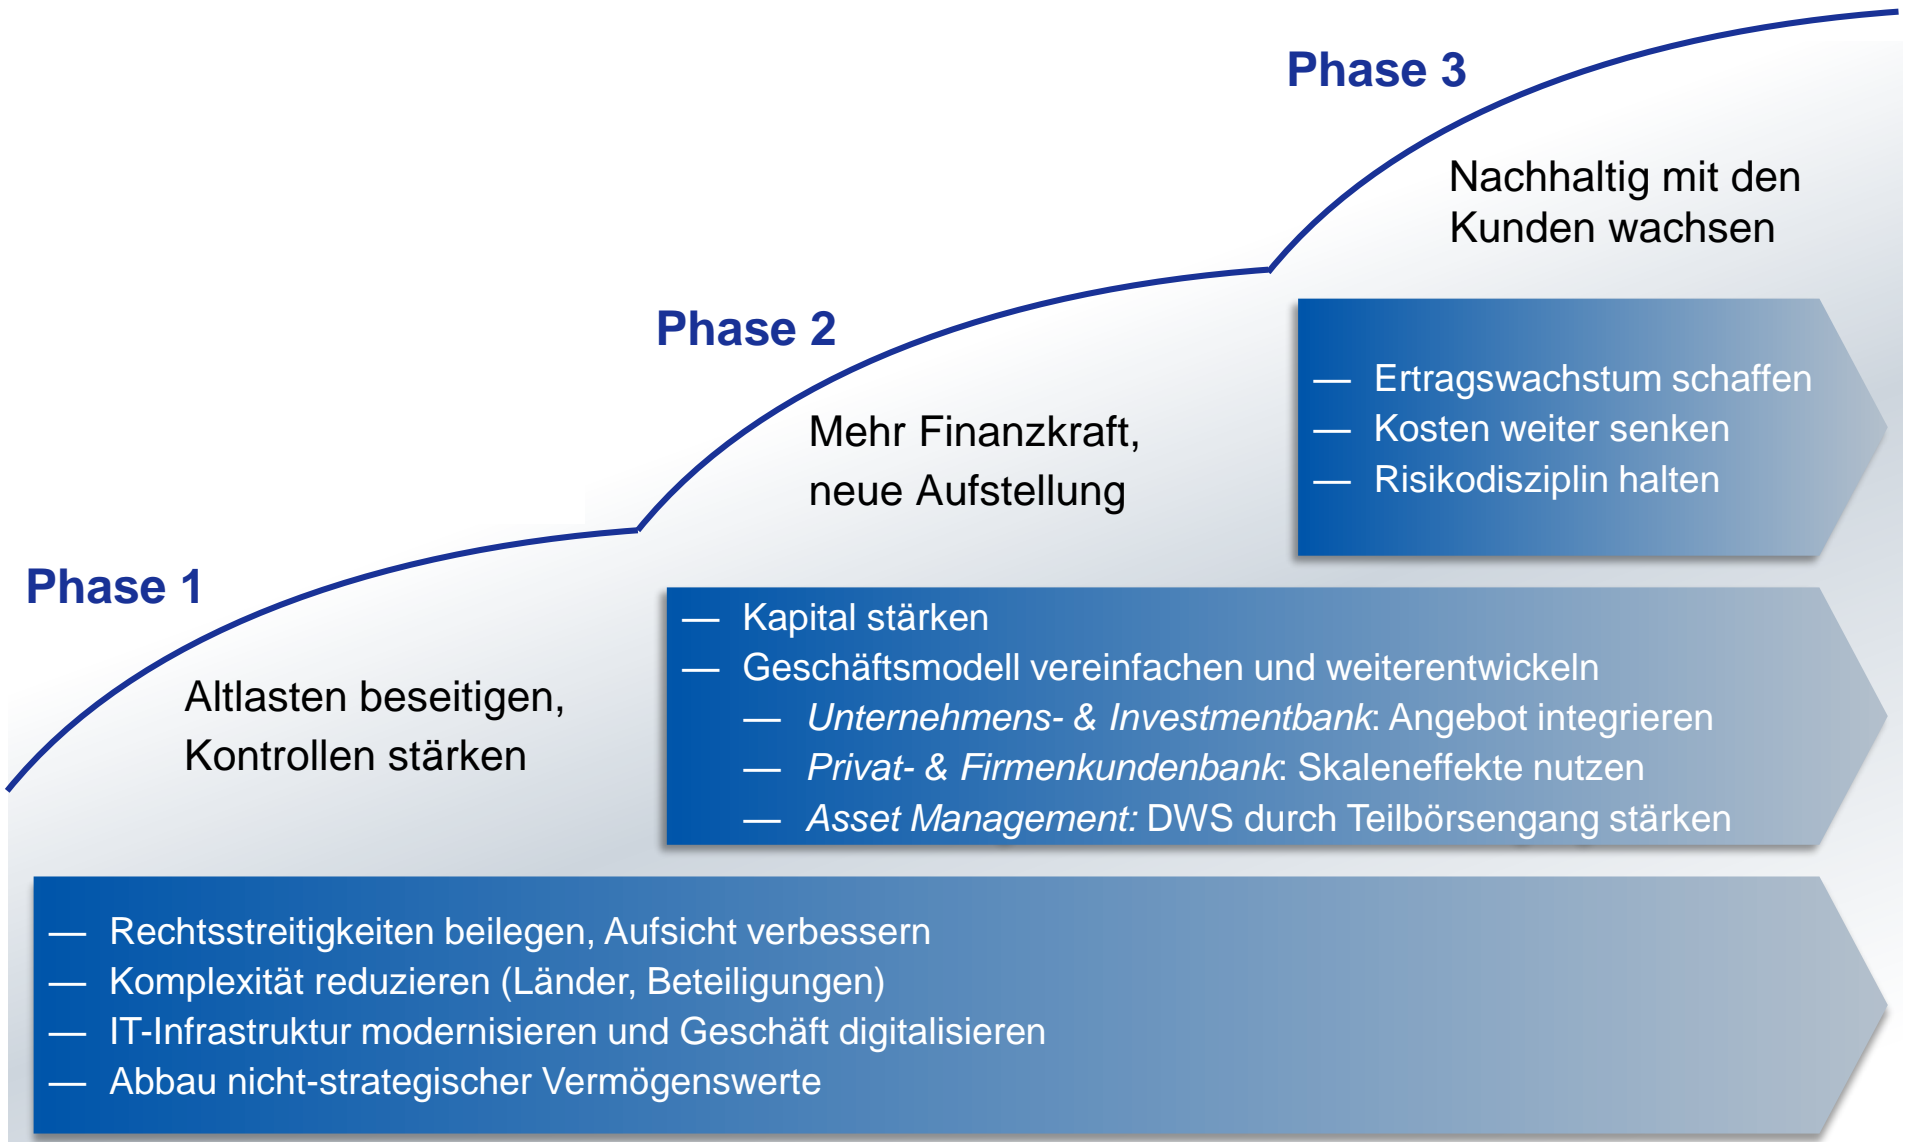 Phase 3
Nachhaltig mit den
Kunden wachsen
— Ertragswachstum schaffen
— Kosten weiter senken
— Risikodisziplin halten
Phase 2
Mehr Finanzkraft,
neue Aufstellung
— Kapital stärken
— Geschäftsmodell vereinfachen und weiterentwickeln
— Unternehmens- & Investmentbank: Angebot integrieren
— Privat- & Firmenkundenbank: Skaleneffekte nutzen
— Asset Management: DWS durch Teilbörsengang stärken
Phase 1
Altlasten beseitigen,
Kontrollen stärken
— Rechtsstreitigkeiten beilegen, Aufsicht verbessern
— Komplexität reduzieren (Länder, Beteiligungen)
— IT-Infrastruktur modernisieren und Geschäft digitalisieren
— Abbau nicht-strategischer Vermögenswerte